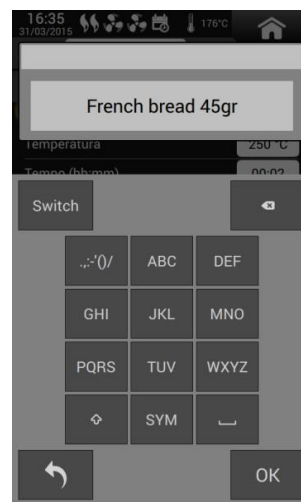 16:35
31/03/2015
176°C
French bread 45gr
Temperatura 250 °C
Tempo (hh:mm) 00:02
Switch
.,:-'()/ ABC DEF
GHI JKL MNO
PQRS TUV WXYZ
SYM
OK